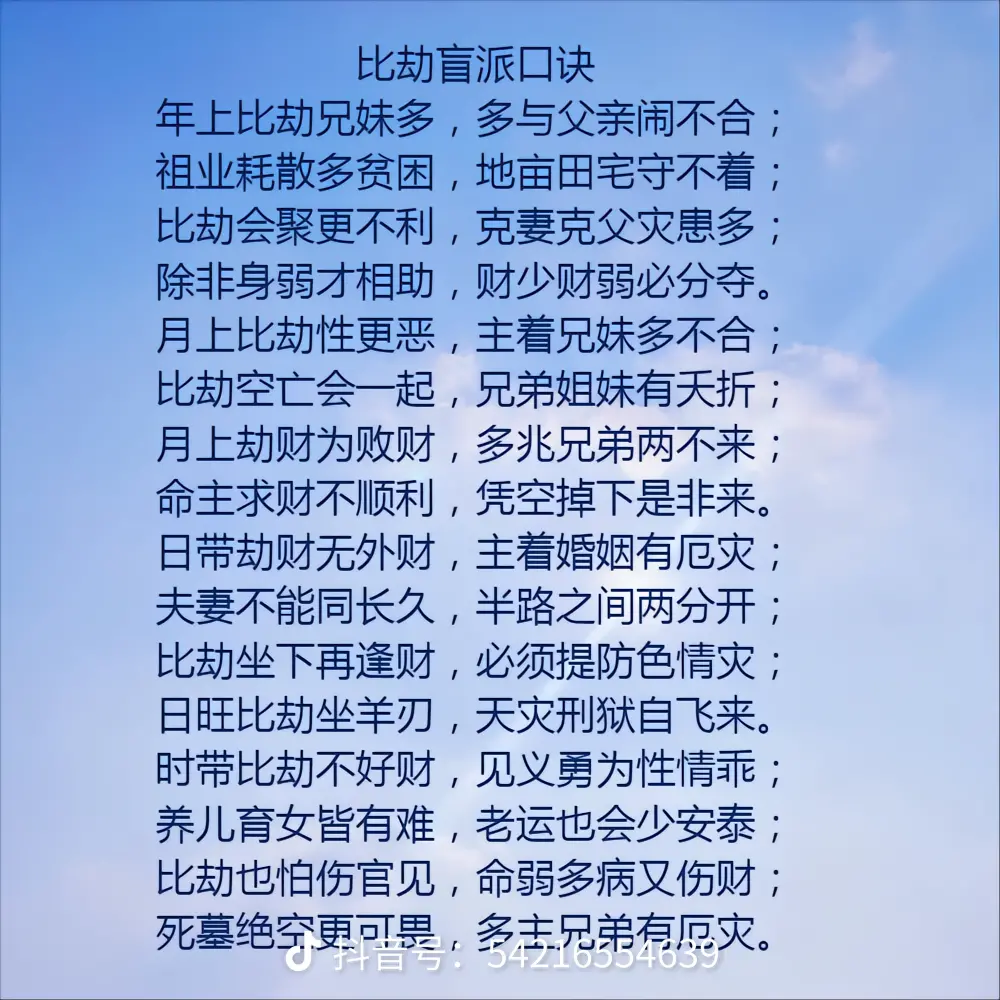 比劫盲派口诀
年上比劫兄妹多，多与父亲闹不合；
祖业耗散多贫困，地亩田宅守不着；
比劫会聚更不利，克妻克父灾患多；
除非身弱才相助，财少财弱必分夺。
月上比劫性更恶，主着兄妹多不合；
比劫空亡会一起，兄弟姐妹有夭折；
月上劫财为败财，多兆兄弟两不来；
命主求财不顺利，凭空掉下是非来。
日带劫财无外财，主着婚姻有厄灾；
夫妻不能同长久，半路之间两分开；
比劫坐下再逢财，必须提防色情灾；
日旺比劫坐羊刃，天灾刑狱自飞来。
时带比劫不好财，见义勇为性情乖；
养儿育女皆有难，老运也会少安泰；
比劫也怕伤官见，命弱多病又伤财；
死墓绝空更可畏，多主兄弟有厄灾。
抖音号：54216554639